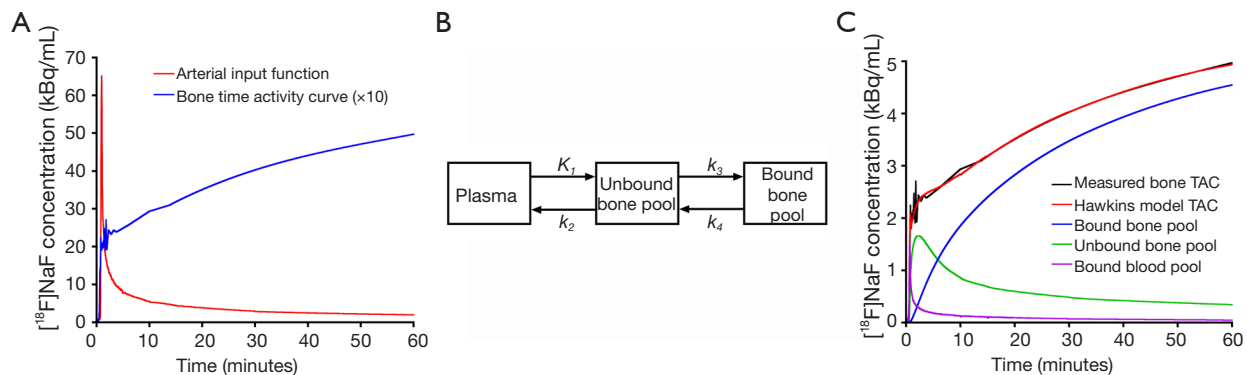 A
[¹⁸F]NaF concentration (kBq/mL)
70
60
50
40
30
20
10
0
Arterial input function
Bone time activity curve (×10)
0 10 20 30 40 50 60
Time (minutes)
B
Plasma
K₁
k₂
Unbound
bone pool
k₃
k₄
Bound
bone
pool
C
[¹⁸F]NaF concentration (kBq/mL)
5
4
3
2
1
0
Measured bone TAC
Hawkins model TAC
Bound bone pool
Unbound bone pool
Bound blood pool
0 10 20 30 40 50 60
Time (minutes)